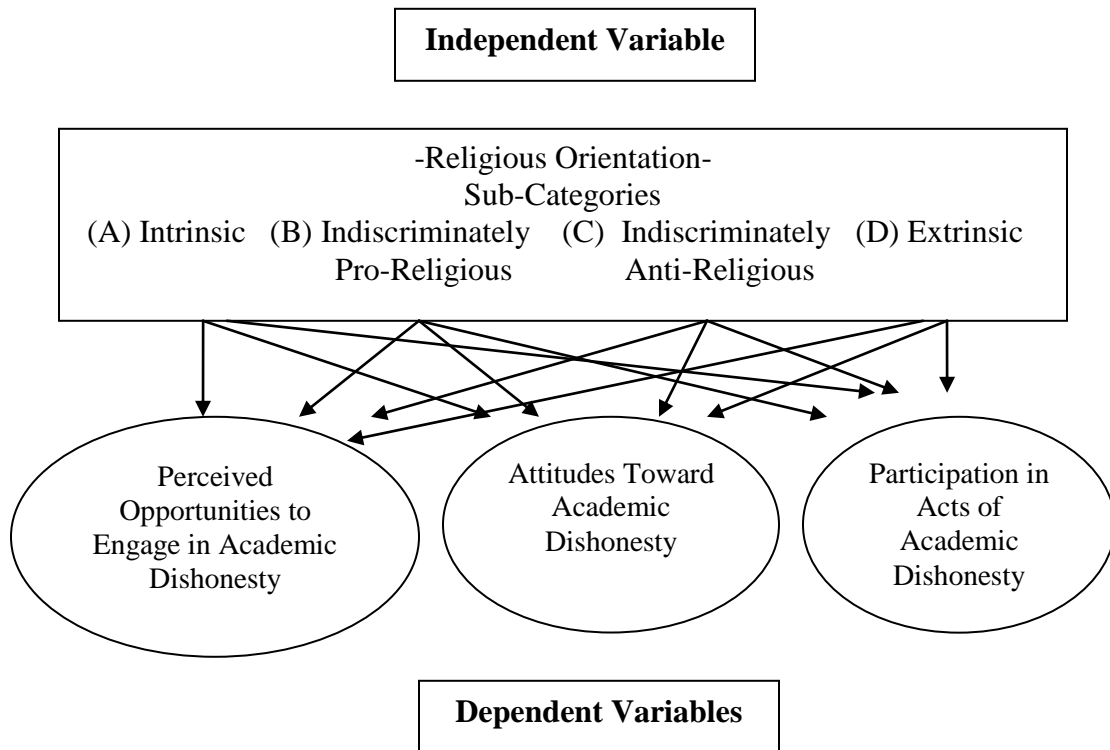 Independent Variable
-Religious Orientation-
Sub-Categories
(A) Intrinsic (B) Indiscriminately (C) Indiscriminately (D) Extrinsic
Pro-Religious Anti-Religious
Perceived
Opportunities to
Engage in Academic
Dishonesty
Attitudes Toward
Academic
Dishonesty
Participation in
Acts of
Academic
Dishonesty
Dependent Variables